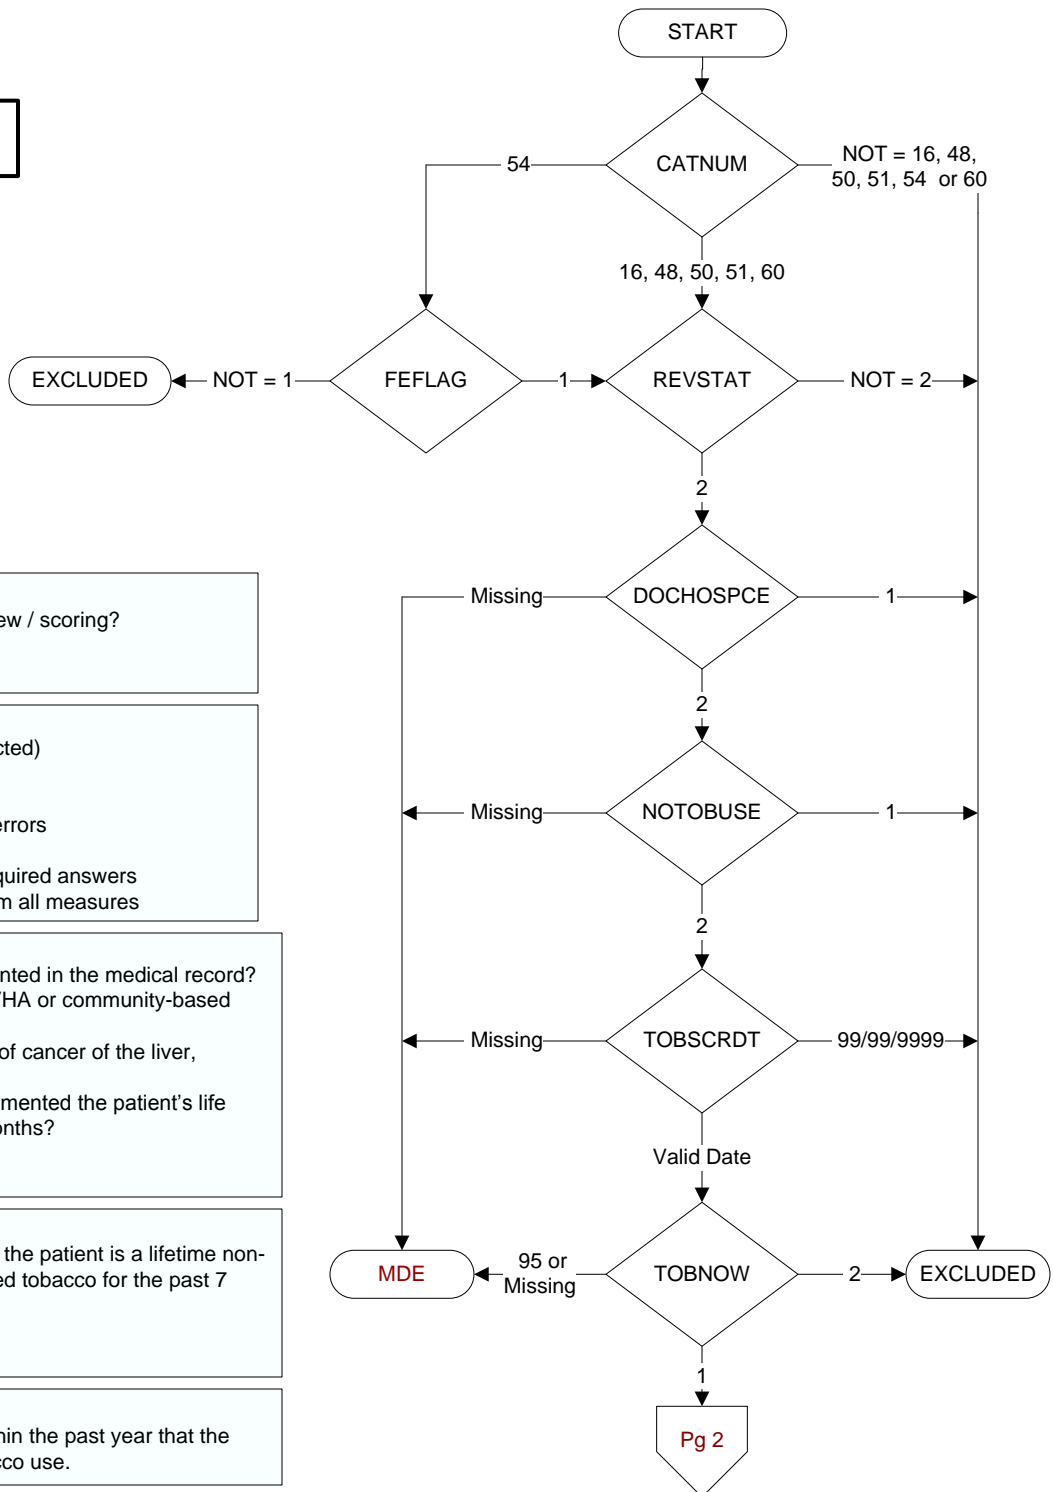 START
CATNUM
54
NOT = 16, 48,
50, 51, 54 or 60
16, 48, 50, 51, 60
EXCLUDED
NOT = 1
FEFLAG
1
REVSTAT
NOT = 2
2
Missing
DOCHOSPCE
1
2
Missing
NOTOBUSE
1
2
Missing
TOBSCRDT
99/99/9999
Valid Date
MDE
95 or
Missing
TOBNOW
2
EXCLUDED
1
Pg 2
ew / scoring?
cted)
errors
quired answers
m all measures
nted in the medical record?
VHA or community-based
of cancer of the liver,
mented the patient's life
onths?
the patient is a lifetime non-
ed tobacco for the past 7
hin the past year that the
cco use.